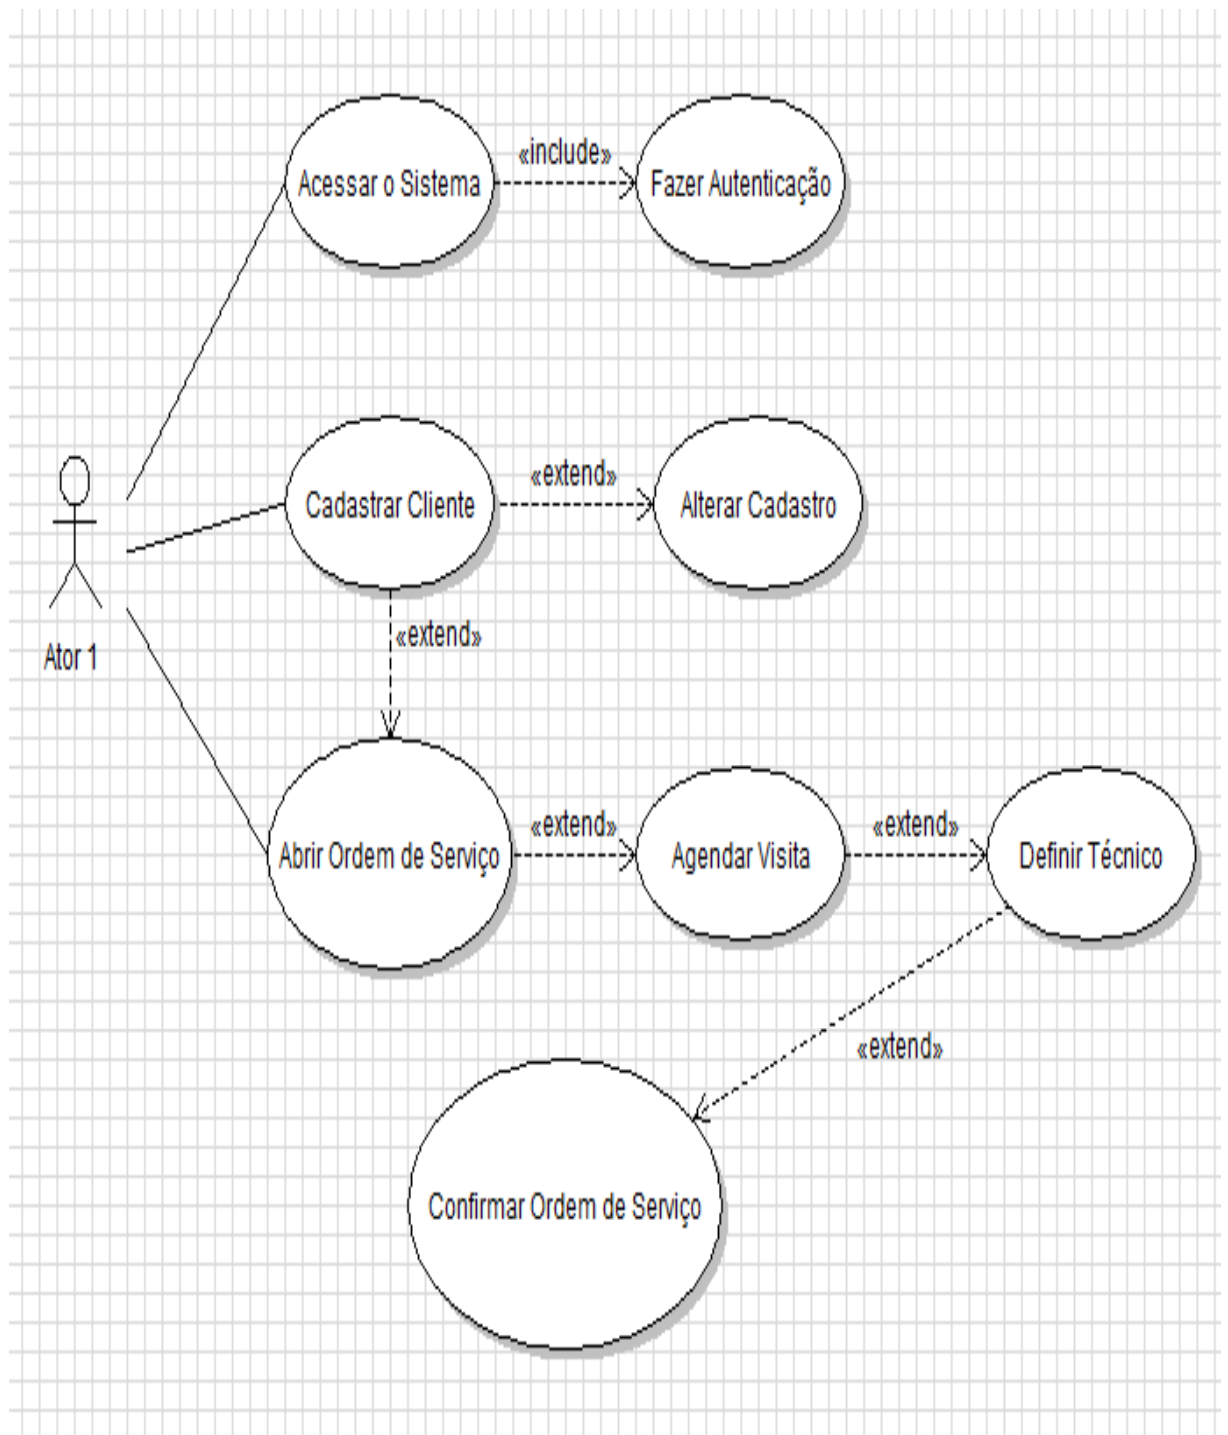 «include»
Acessar o Sistema
Fazer Autenticação
«extend»
Cadastrar Cliente
Alterar Cadastro
«extend»
Ator 1
«extend»
«extend»
Abrir Ordem de Serviço
Agendar Visita
Definir Técnico
«extend»
Confirmar Ordem de Serviço